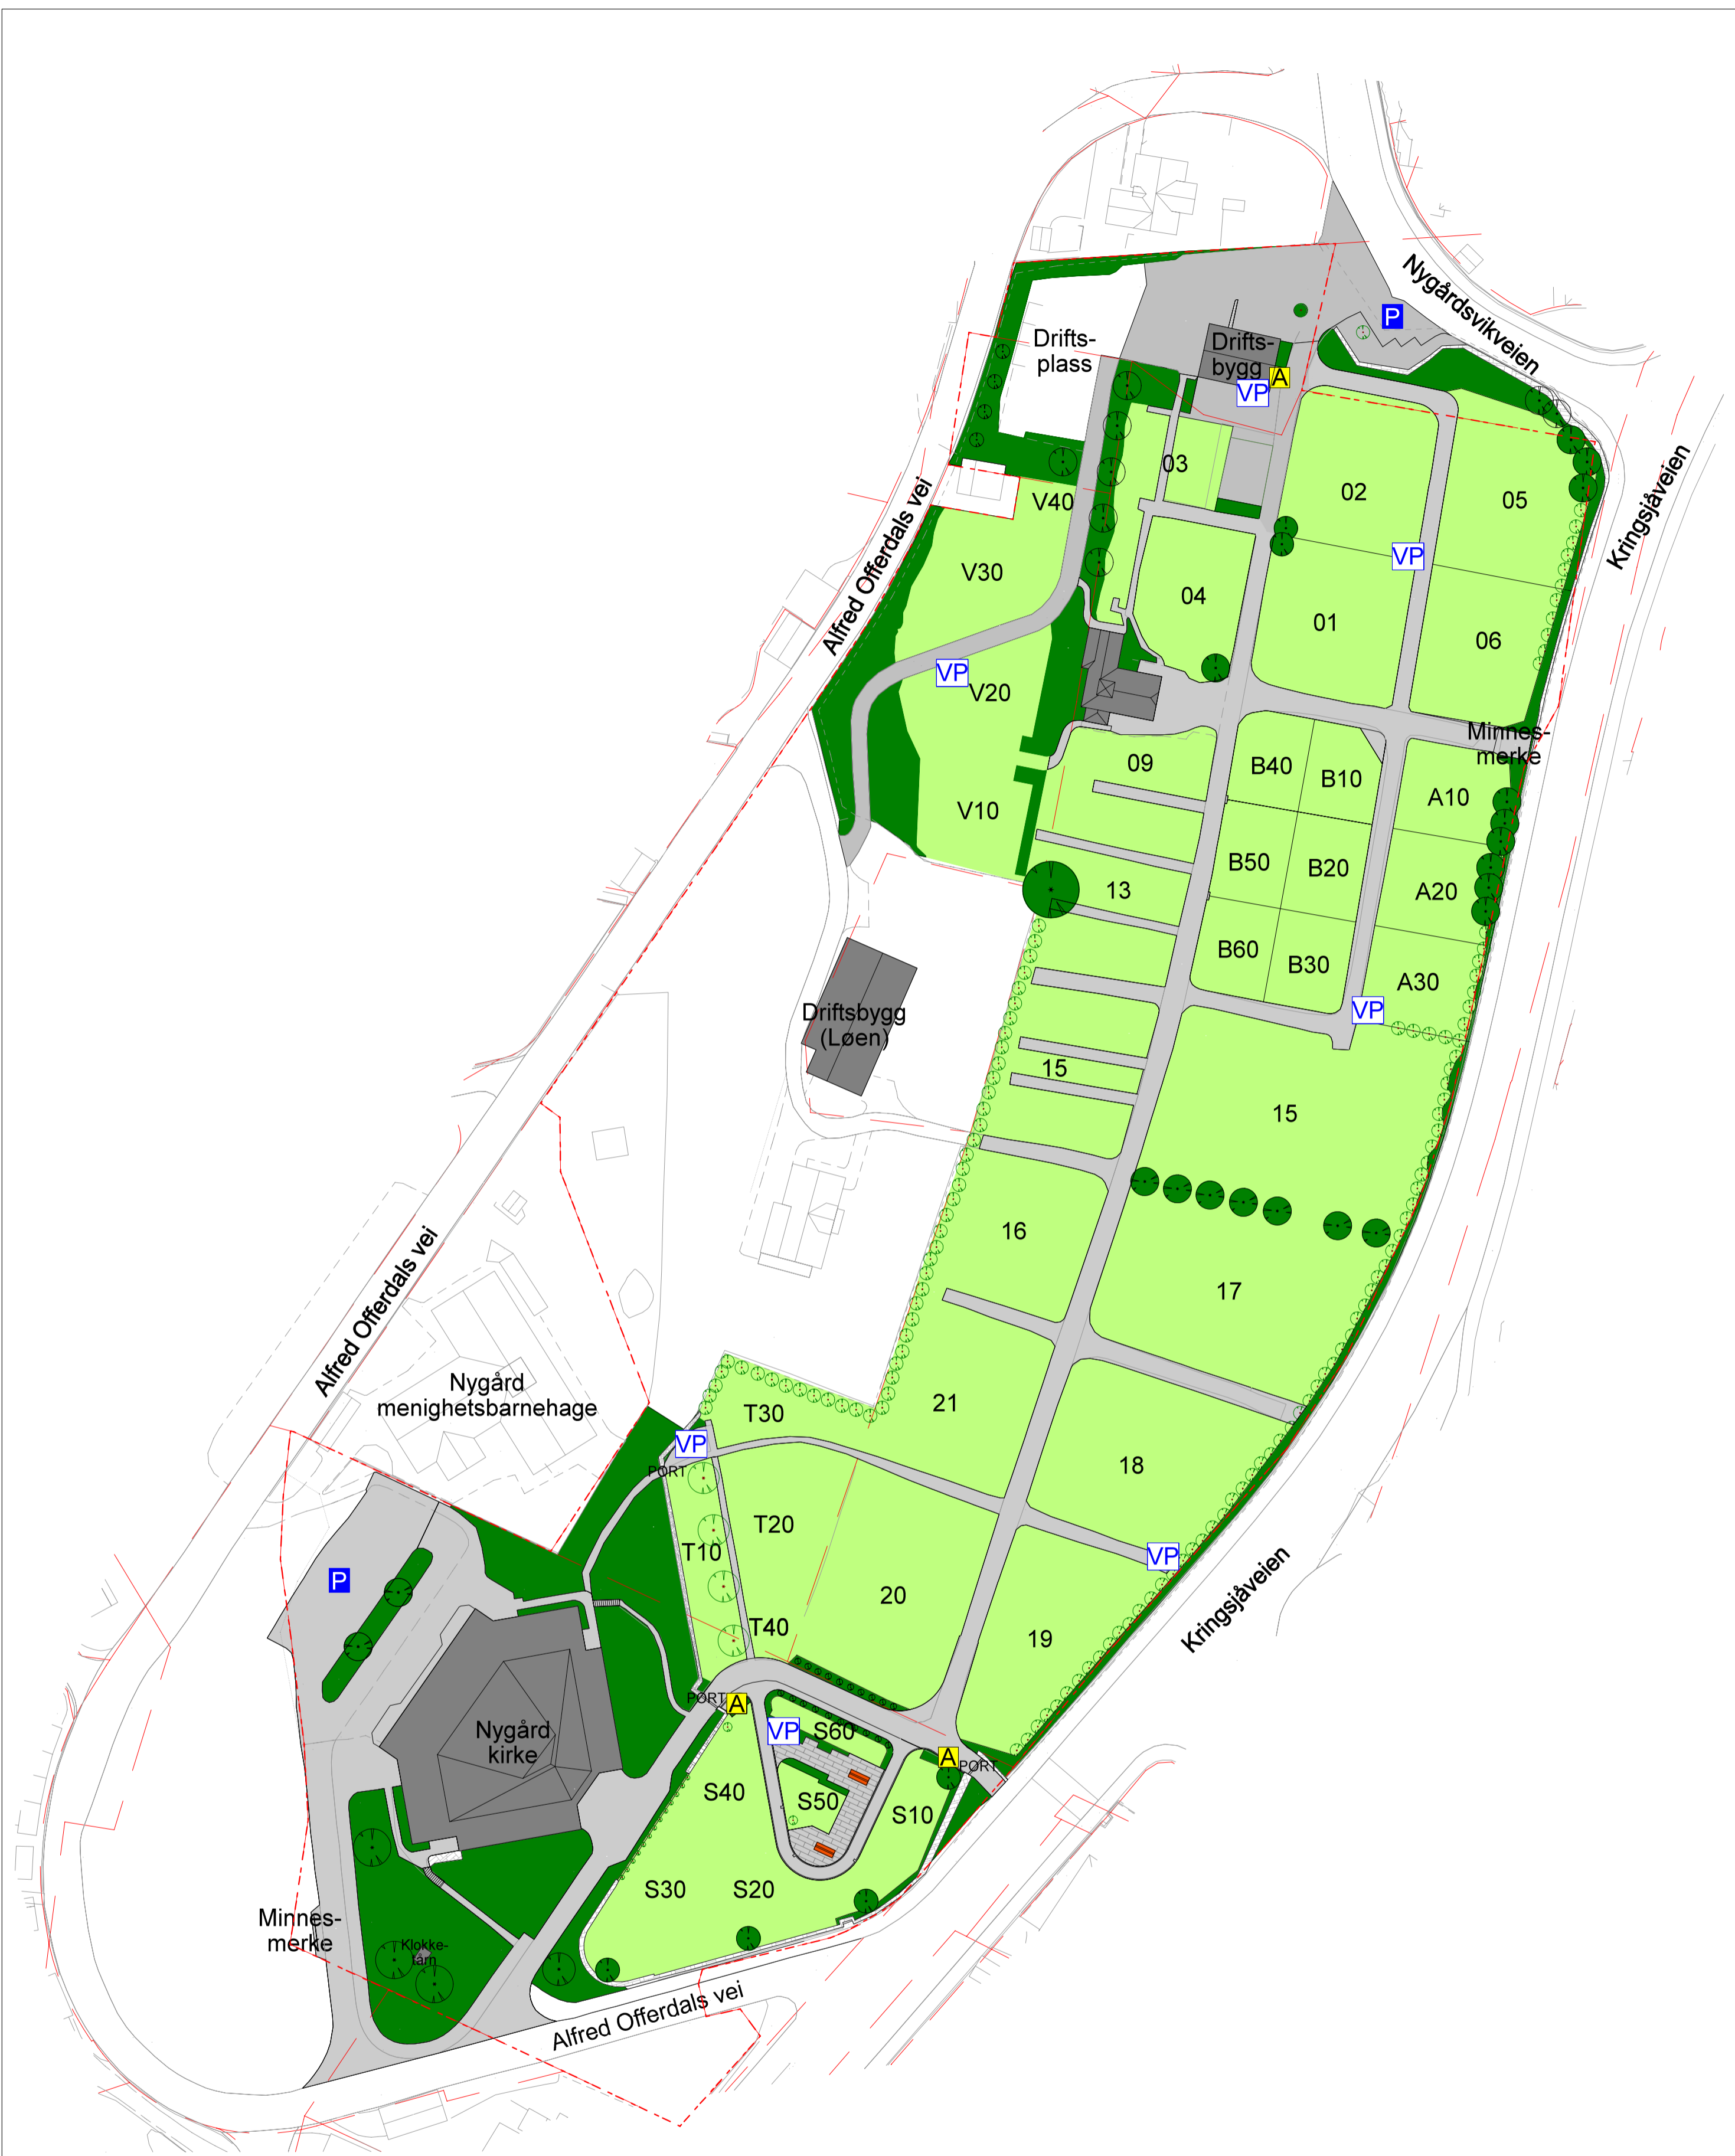 Nygårdsvikveien
P
Drifts-
plass
Drifts-
bygg
A
VP
Kringsjåveien
Alfred Offerdals vei
03
02
05
V40
VP
V30
04
01
06
VP
V20
Minnes-
merke
09
B40
B10
A10
V10
B50
B20
A20
13
B60
B30
A30
VP
Driftsbygg
(Løen)
15
15
16
17
Alfred Offerdals vei
Nygård
menighetsbarnehage
T30
21
VP
PORT
18
T20
T10
VP
P
20
T40
19
Kringsjåveien
PORT
A
VP
S60
Nygård
kirke
A
PORT
S40
S50
S10
S30
S20
Minnes-
merke
Klokke-
tårn
Alfred Offerdals vei